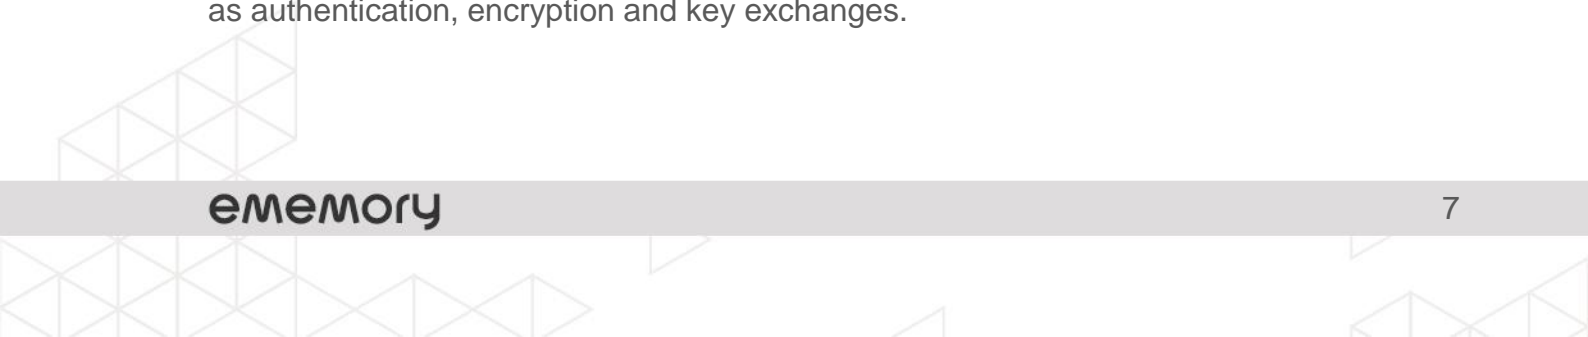 as authentication, encryption and key exchanges.
ememory
7